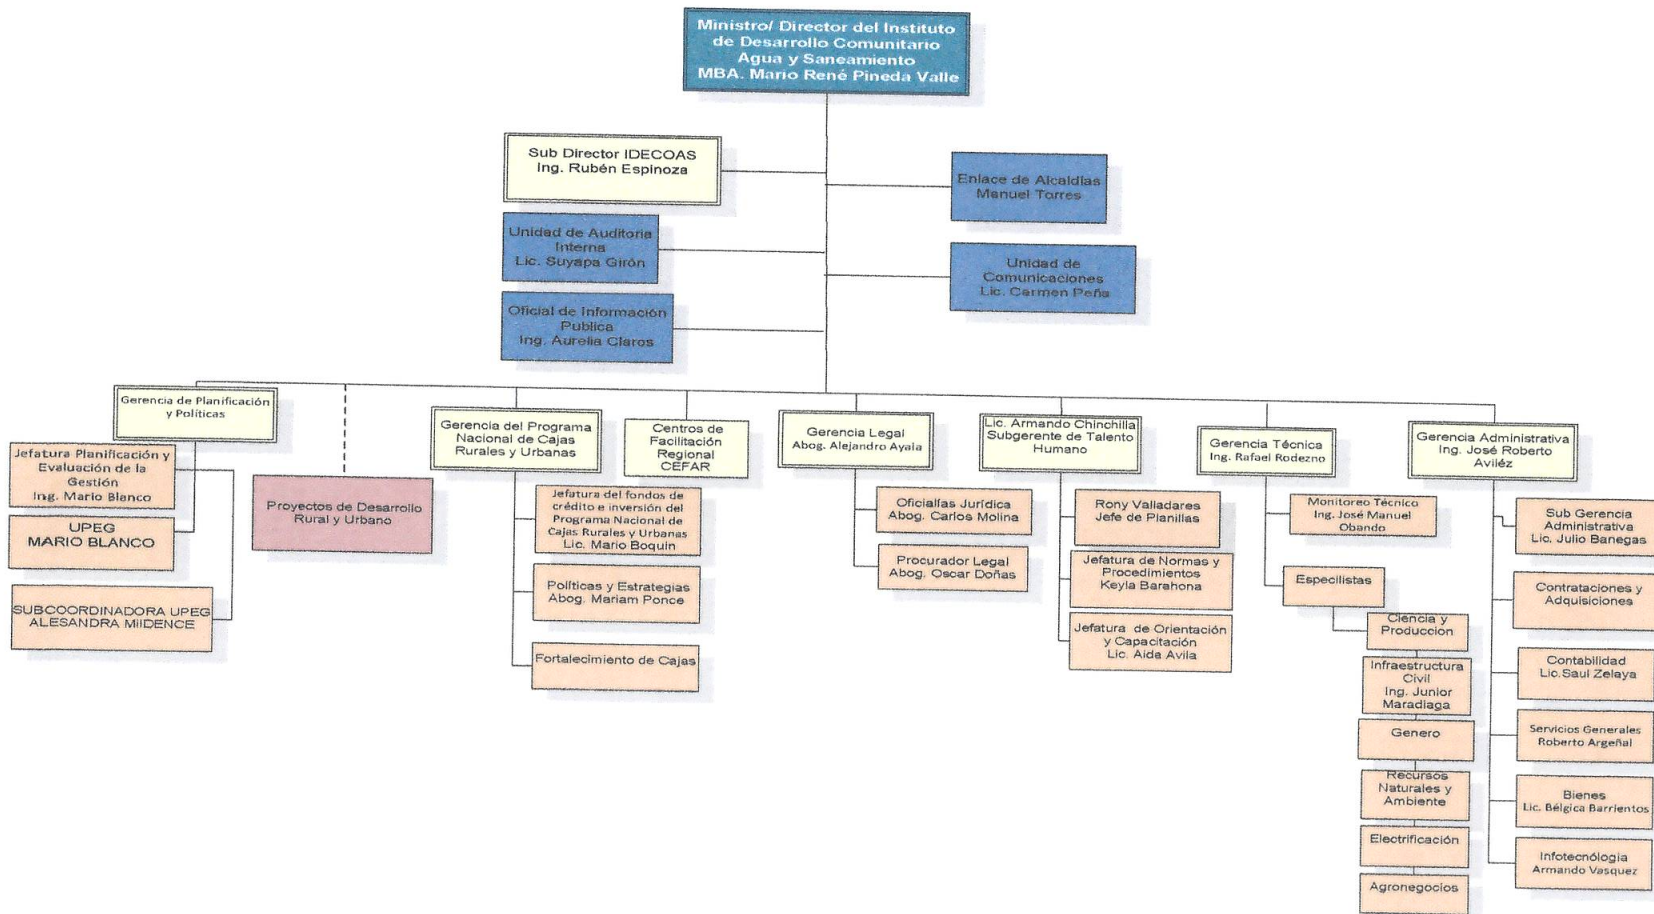 Ministro/ Director del Instituto
de Desarrollo Comunitario
Agua y Saneamiento
MBA. Mario René Pineda Valle
Sub Director IDECOAS
Ing. Rubén Espinoza
Enlace de Alcaldías
Manuel Torres
Unidad de Auditoria
Interna
Lic. Suyapa Girón
Unidad de
Comunicaciones
Lic. Carmen Peña
Oficial de Información
Publica
Ing. Aurelia Claros
Gerencia de Planificación
y Políticas
Jefatura Planificación y
Evaluación de la
Gestión
Ing. Mario Blanco
UPEG
MARIO BLANCO
SUBCOORDINADORA UPEG
ALESANDRA MIIDENCE
Proyectos de Desarrollo
Rural y Urbano
Gerencia del Programa
Nacional de Cajas
Rurales y Urbanas
Jefatura del fondos de
crédito e inversión del
Programa Nacional de
Cajas Rurales y Urbanas
Lic. Mario Boquin
Políticas y Estrategias
Abog. Mariam Ponce
Fortalecimiento de Cajas
Centros de
Facilitación
Regional
CEFAR
Gerencia Legal
Abog. Alejandro Ayala
Oficialías Jurídica
Abog. Carlos Molina
Procurador Legal
Abog. Oscar Doñas
Lic. Armando Chinchilla
Subgerente de Talento
Humano
Rony Valladares
Jefe de Planillas
Jefatura de Normas y
Procedimientos
Keyla Barahona
Jefatura de Orientación
y Capacitación
Lic. Aida Avila
Gerencia Técnica
Ing. Rafael Rodezno
Monitoreo Técnico
Ing. José Manuel
Obando
Especilistas
Ciencia y
Produccion
Infraestructura
Civil
Ing. Junior
Maradiaga
Genero
Recursos
Naturales y
Ambiente
Electrificación
Agronegocios
Gerencia Administrativa
Ing. José Roberto
Aviléz
Sub Gerencia
Administrativa
Lic. Julio Banegas
Contrataciones y
Adquisiciones
Contabilidad
Lic.Saul Zelaya
Servicios Generales
Roberto Argeñal
Bienes
Lic. Bélgica Barrientos
Infotecnólogia
Armando Vasquez